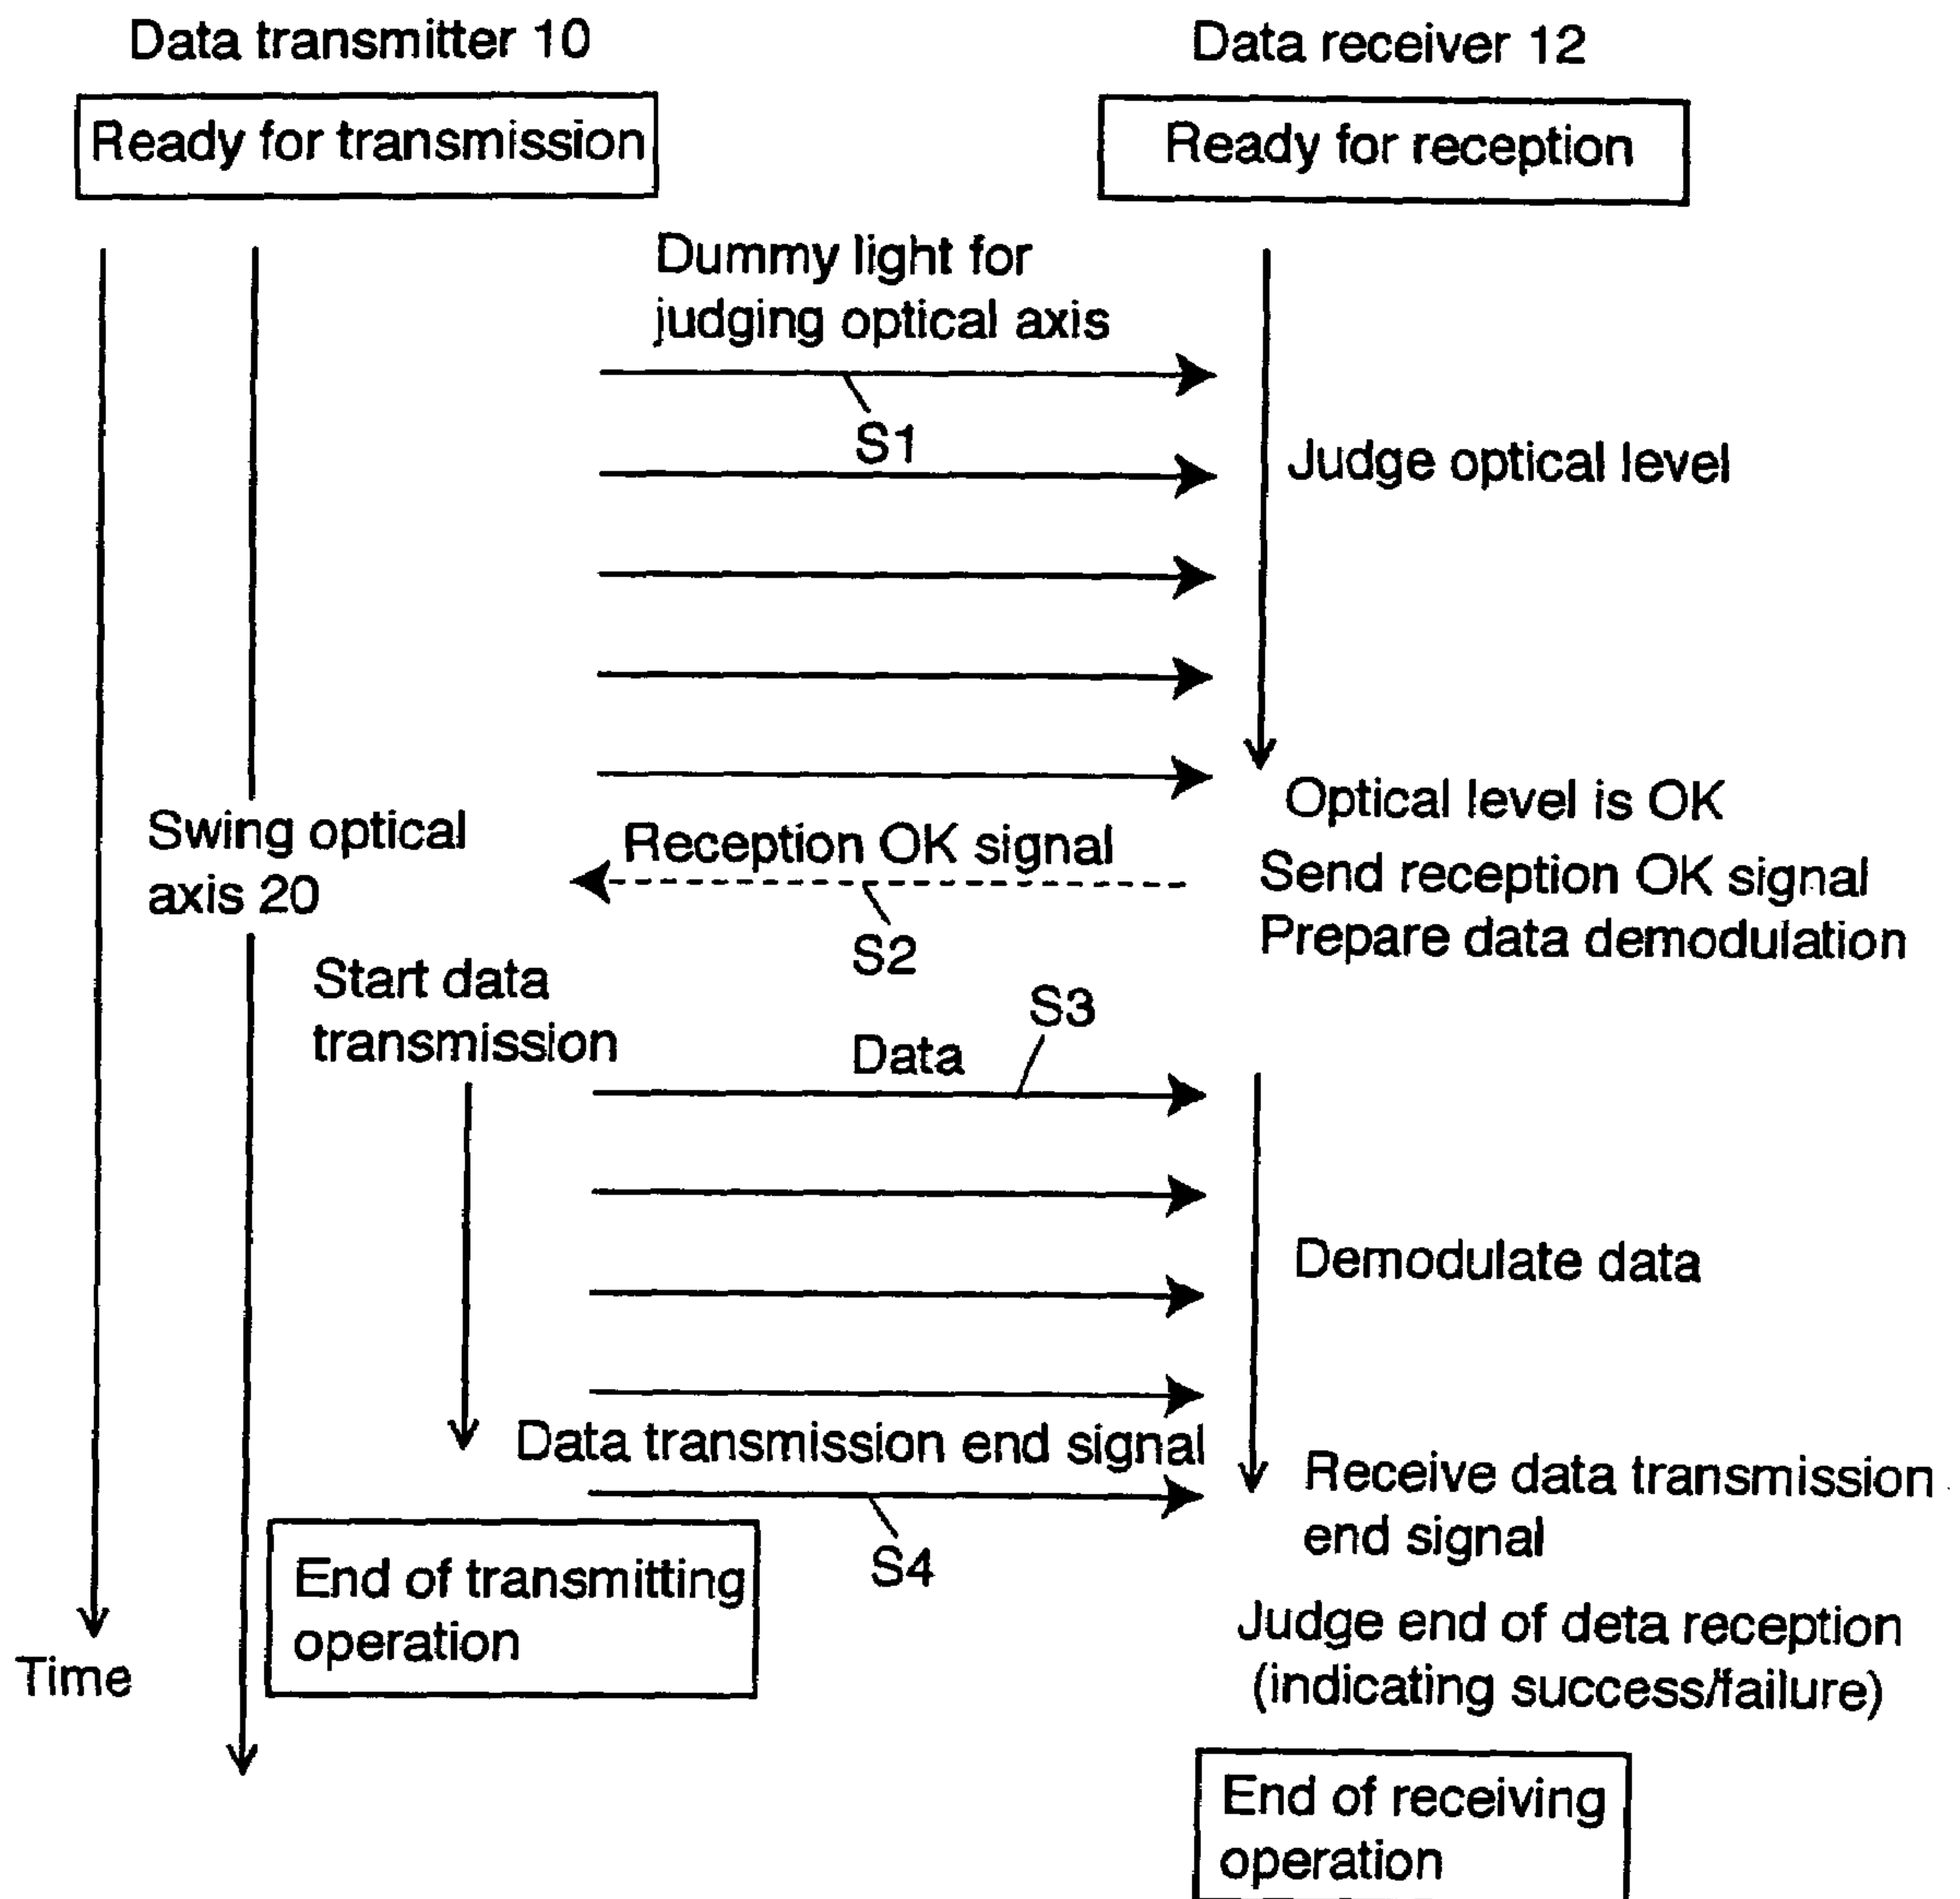 Data transmitter 10
Data receiver 12
Ready for transmission
Ready for reception
Dummy light for
judging optical axis
S1
Judge optical level
Optical level is OK
Swing optical
axis 20
Reception OK signal
Send reception OK signal
Prepare data demodulation
S2
Start data
transmission
S3
Data
Demodulate data
Data transmission end signal
Receive data transmission
end signal
S4
End of transmitting
operation
Judge end of deta reception
(indicating success/failure)
Time
End of receiving
operation